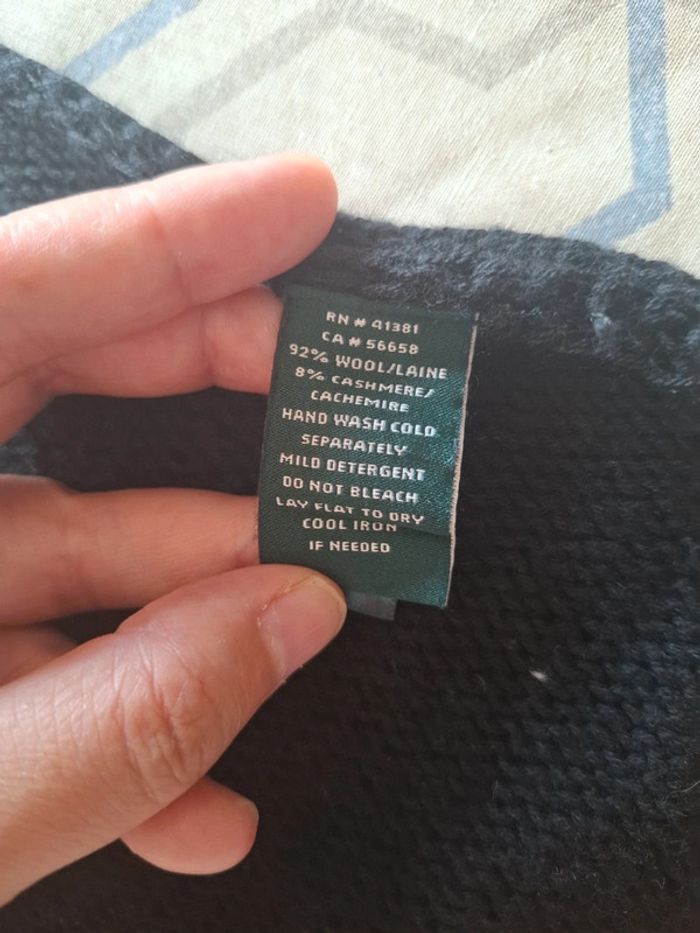 RN # 41381
CA # 56658
92% WOOL/LAINE
8% CASHMERE/
CACHEMIRE
HAND WASH COLD
SEPARATELY
MILD DETERGENT
DO NOT BLEACH
LAY FLAT TO DRY
COOL IRON
IF NEEDED